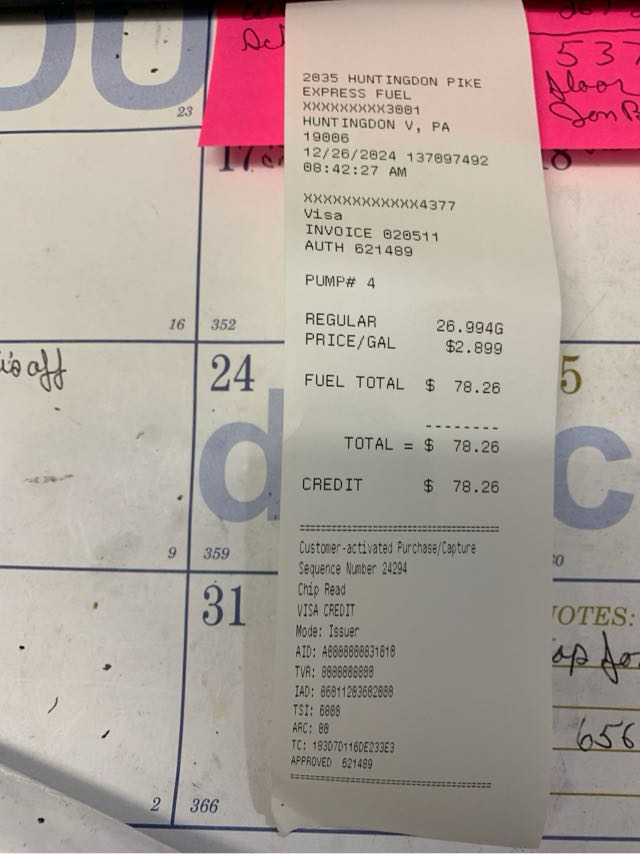 23
537
floor
17
2035 HUNTINGDON PIKE
EXPRESS FUEL
XXXXXXXXX3001
HUNTINGDON V, PA
19006
12/26/2024 137097492
08:42:27 AM
XXXXXXXXXXXX4377
Visa
INVOICE 020511
AUTH 621489
PUMP# 4
16 352
REGULAR 26.994G
PRICE/GAL $2.899
off
24
FUEL TOTAL $ 78.26
--------
TOTAL = $ 78.26
CREDIT $ 78.26
9 359
31
NOTES:
Customer-activated Purchase/Capture
Sequence Number 24294
Chip Read
VISA CREDIT
Mode: Issuer
AID: A0000000031010
TVR: 0000000000
IAD: 06011203602000
TSI: 6800
ARC: 00
TC: 183D7D116DE233E3
APPROVED 621489
656
2 366